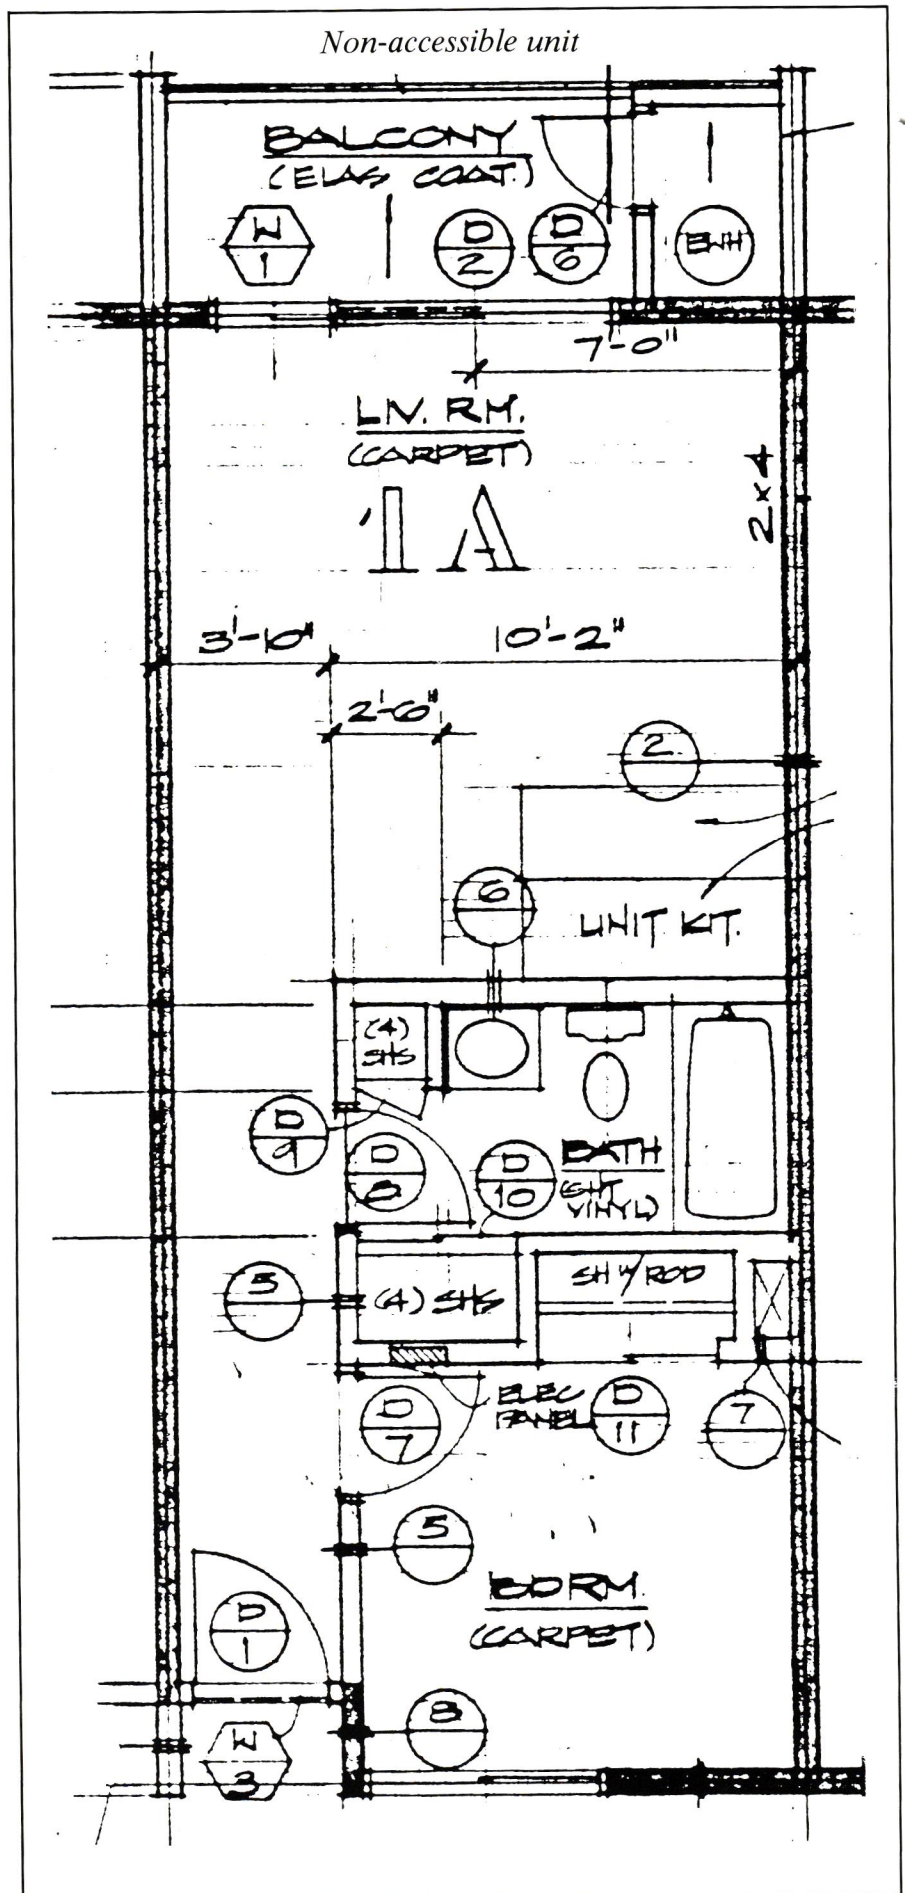 Non-accessible unit
BALCONY
(ELAS COAT.)
W
1
D
2
D
6
EWH
7'-0"
LIV. RM.
(CARPET)
2x4
1A
3'-10"
10'-2"
2'-6"
2
6
UNIT KIT.
(4)
SHS
D
9
D
8
D
10
BATH
(SHT
VINYL)
5
(4) SHS
SH W/ ROD
ELEC
PANEL
D
7
D
11
7
5
BDRM.
(CARPET)
D
1
8
W
3